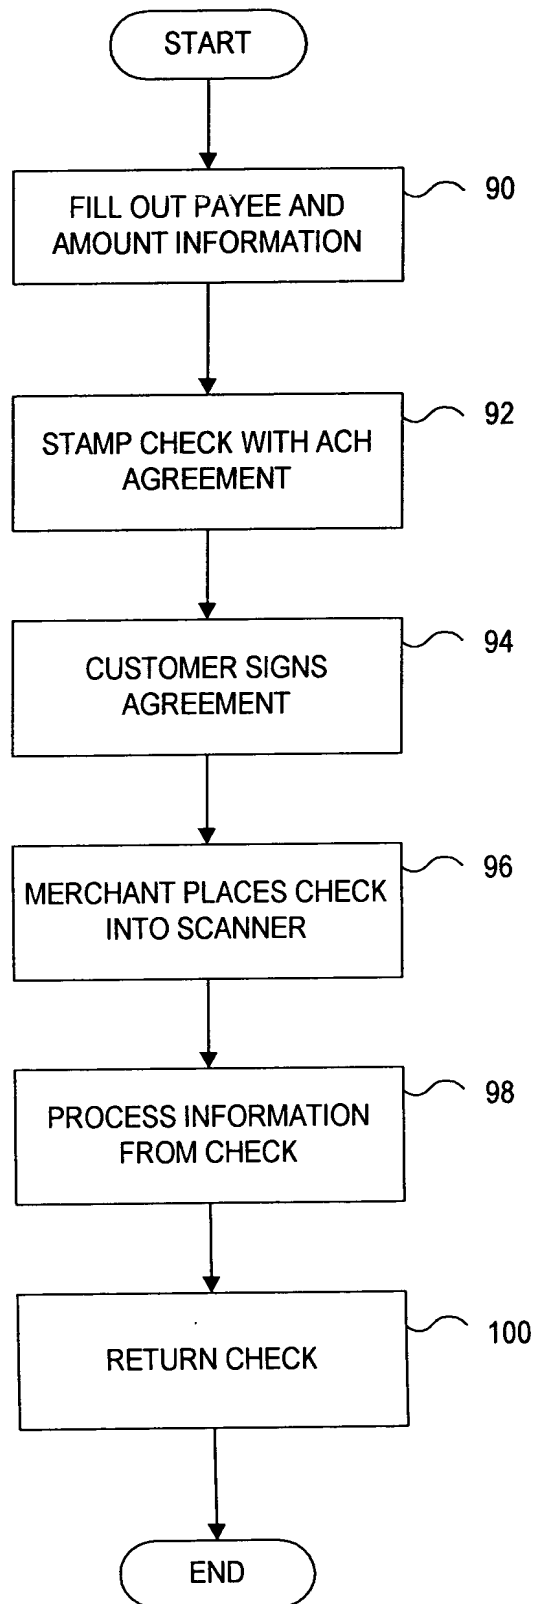 START
FILL OUT PAYEE AND
AMOUNT INFORMATION
90
STAMP CHECK WITH ACH
AGREEMENT
92
CUSTOMER SIGNS
AGREEMENT
94
MERCHANT PLACES CHECK
INTO SCANNER
96
PROCESS INFORMATION
FROM CHECK
98
RETURN CHECK
100
END